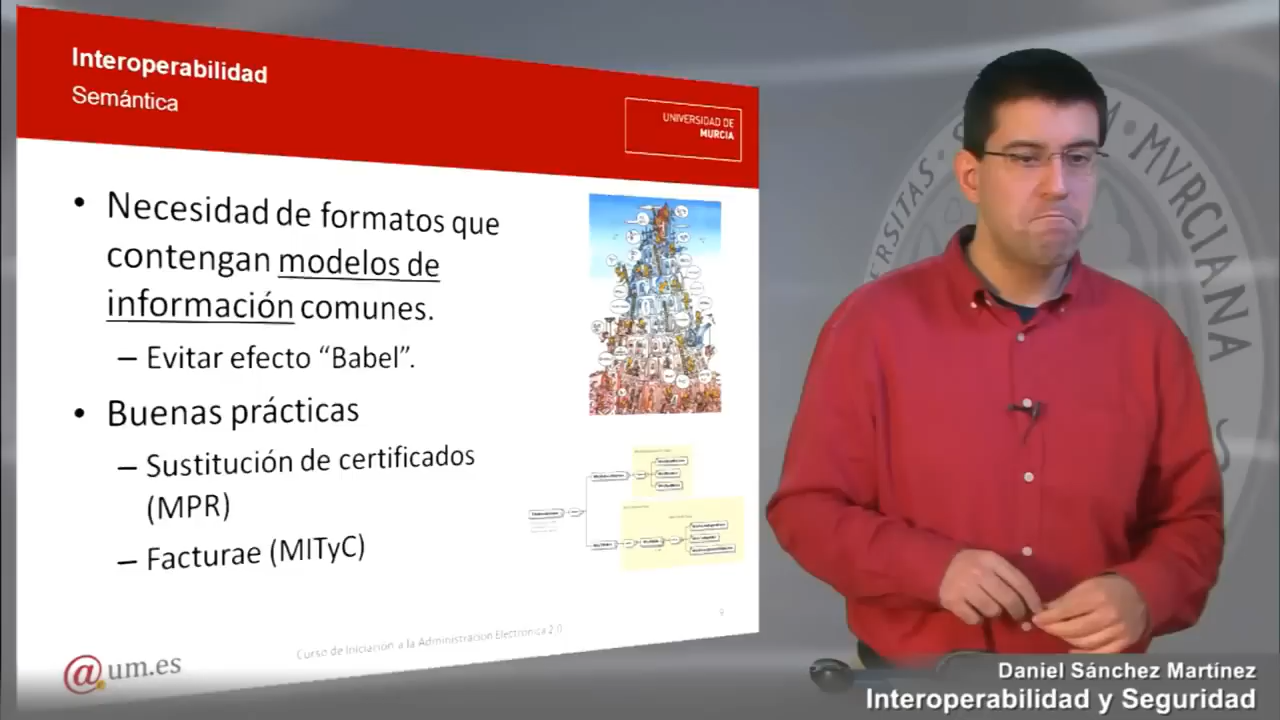 Interoperabilidad
Semántica
UNIVERSIDAD DE
MURCIA
• Necesidad de formatos que
contengan modelos de
información comunes.
– Evitar efecto “Babel”.
• Buenas prácticas
– Sustitución de certificados
(MPR)
– Facturae (MITyC)
9
Curso de Iniciación a la Administración Electrónica 2.0
@um.es
MVRCIANA
Daniel Sánchez Martínez
Interoperabilidad y Seguridad